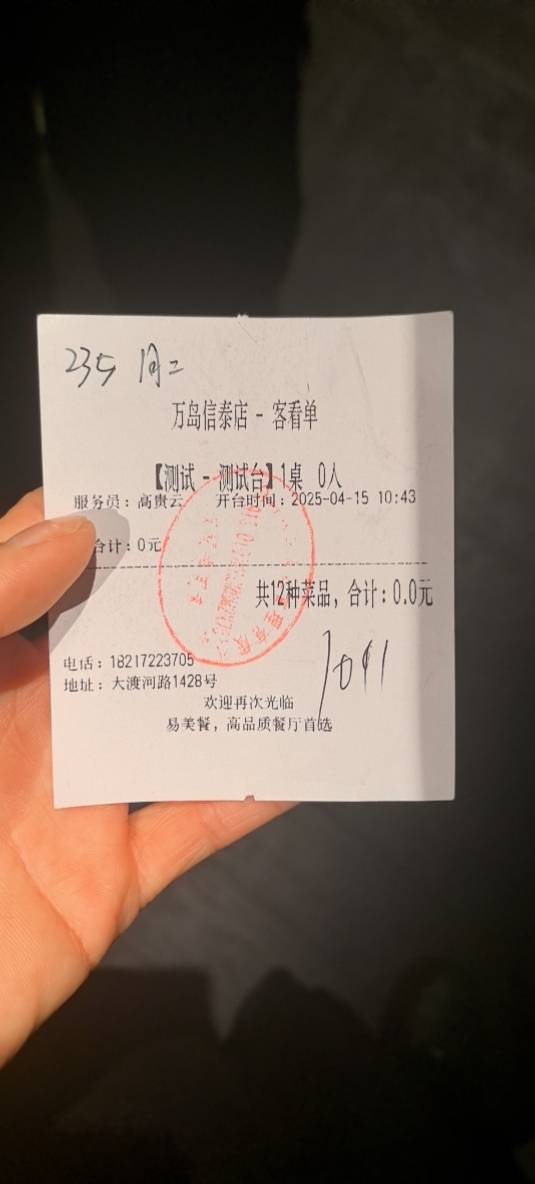 235 周二
万岛信泰店 - 客看单
【测试 - 测试台】1桌 0人
服务员：高贵云 开台时间：2025-04-15 10:43
合计：0元
共12种菜品，合计：0.0元
电话：18217223705
地址：大渡河路1428号
欢迎再次光临
易美餐，高品质餐厅首选